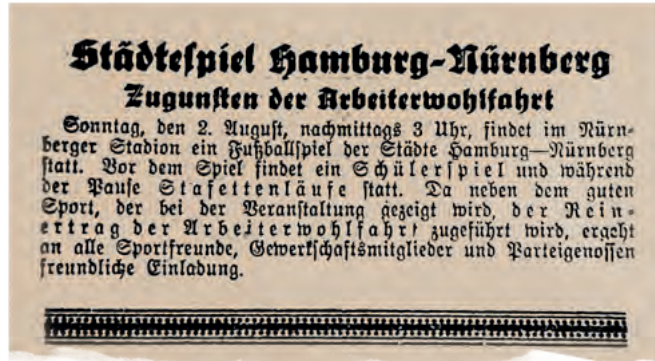 Städtespiel Hamburg-Nürnberg
Zugunsten der Arbeiterwohlfahrt
Sonntag, den 2. August, nachmittags 3 Uhr, findet im Nürn-
berger Stadion ein Fußballspiel der Städte Hamburg—Nürnberg
statt. Vor dem Spiel findet ein Schülerspiel und während
der Pause Stafettenläufe statt. Da neben dem guten
Sport, der bei der Veranstaltung gezeigt wird, der Rein-
ertrag der Arbeiterwohlfahrt zugeführt wird, ergeht
an alle Sportfreunde, Gewerkschaftsmitglieder und Parteigenossen
freundliche Einladung.